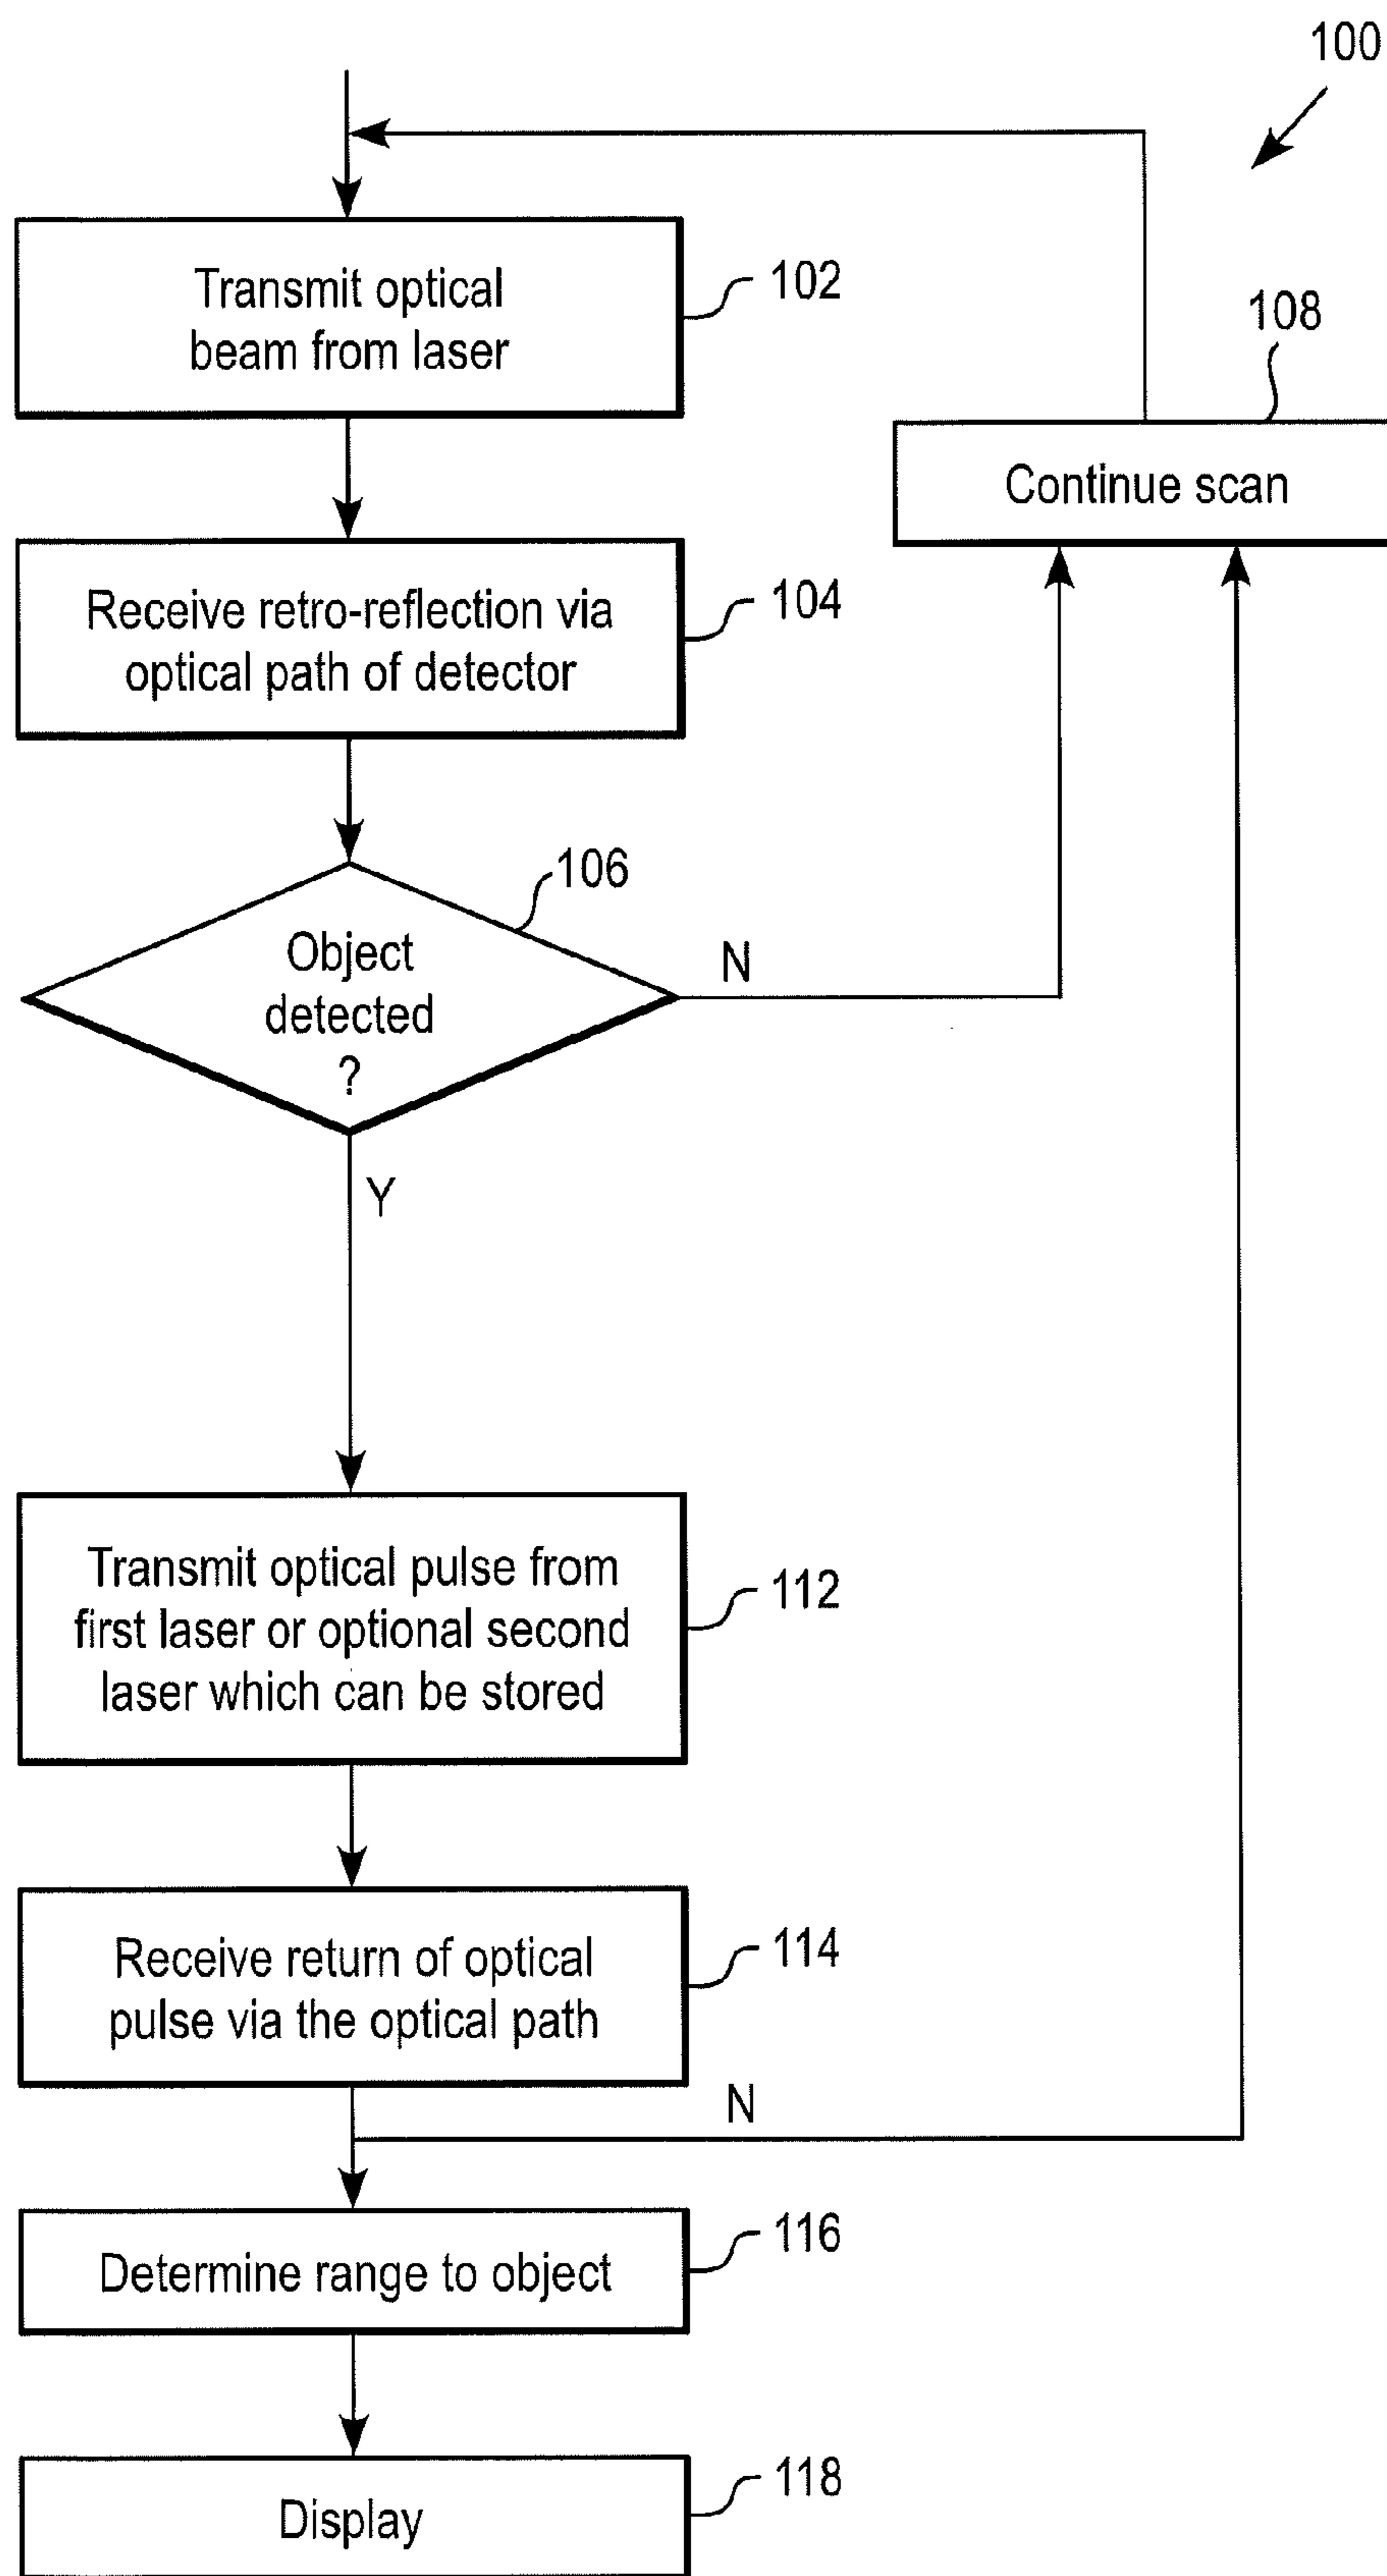 100
Transmit optical
beam from laser
102
108
Continue scan
Receive retro-reflection via
optical path of detector
104
106
Object
detected
?
N
Y
Transmit optical pulse from
first laser or optional second
laser which can be stored
112
Receive return of optical
pulse via the optical path
114
N
Determine range to object
116
Display
118